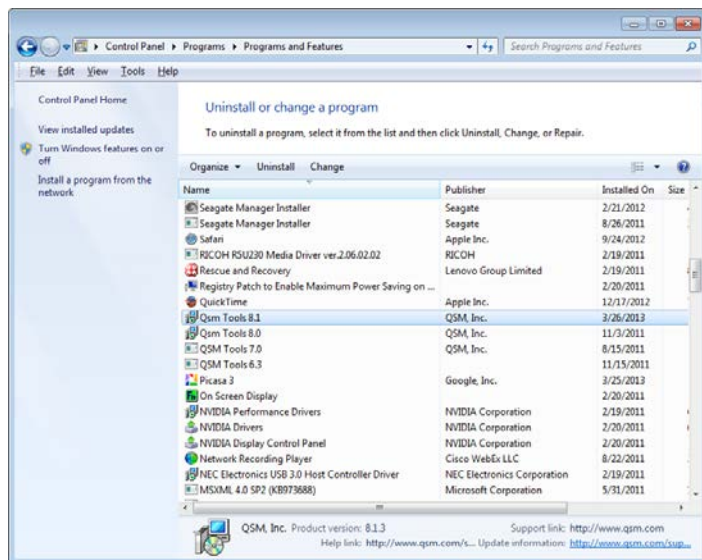 Control Panel ▸ Programs ▸ Programs and Features
Search Programs and Features
File Edit View Tools Help
Control Panel Home
View installed updates
Turn Windows features on or off
Install a program from the network
Uninstall or change a program
To uninstall a program, select it from the list and then click Uninstall, Change, or Repair.
Organize Uninstall Change
Name Publisher Installed On Size
Seagate Manager Installer Seagate 2/21/2012
Seagate Manager Installer Seagate 8/26/2011
Safari Apple Inc. 9/24/2012
RICOH R5U230 Media Driver ver.2.06.02.02 RICOH 2/19/2011
Rescue and Recovery Lenovo Group Limited 2/19/2011
Registry Patch to Enable Maximum Power Saving on ... 2/20/2011
QuickTime Apple Inc. 12/17/2012
Qsm Tools 8.1 QSM, Inc. 3/26/2013
Qsm Tools 8.0 QSM, Inc. 11/3/2011
QSM Tools 7.0 QSM, Inc. 8/15/2011
QSM Tools 6.3 11/15/2011
Picasa 3 Google, Inc. 3/25/2013
On Screen Display 2/20/2011
NVIDIA Performance Drivers NVIDIA Corporation 2/19/2011
NVIDIA Drivers NVIDIA Corporation 2/20/2011
NVIDIA Display Control Panel NVIDIA Corporation 2/20/2011
Network Recording Player Cisco WebEx LLC 8/22/2011
NEC Electronics USB 3.0 Host Controller Driver NEC Electronics Corporation 2/19/2011
MSXML 4.0 SP2 (KB973688) Microsoft Corporation 5/31/2011
QSM, Inc. Product version: 8.1.3 Support link: http://www.qsm.com
Help link: http://www.qsm.com/s... Update information: http://www.qsm.com/sup...